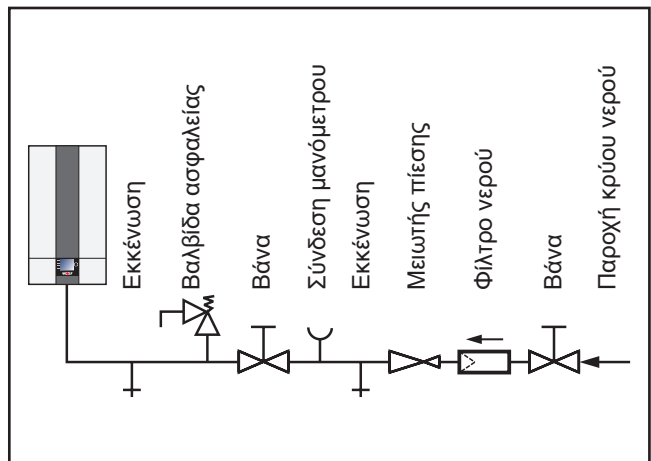 Εκκένωση
Βαλβίδα ασφαλείας
Βάνα
Σύνδεση μανόμετρου
Εκκένωση
Μειωτής πίεσης
Φίλτρο νερού
Βάνα
Παροχή κρύου νερού